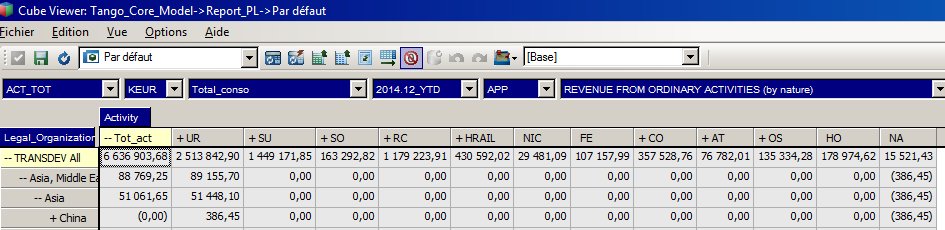 Cube Viewer: Tango_Core_Model->Report_PL->Par défaut
Fichier Edition Vue Options Aide
Par défaut [Base]
ACT_TOT KEUR Total_conso 2014.12_YTD APP REVENUE FROM ORDINARY ACTIVITIES (by nature)
Activity
Legal_Organization -- Tot_act + UR + SU + SO + RC + HRAIL NIC FE + CO + AT + OS HO NA
-- TRANSDEV All 6 636 903,68 2 513 842,90 1 449 171,85 163 292,82 1 179 223,91 430 592,02 29 481,09 107 157,99 357 528,76 76 782,01 135 334,28 178 974,62 15 521,43
-- Asia, Middle Ea 88 769,25 89 155,70 0,00 0,00 0,00 0,00 0,00 0,00 0,00 0,00 0,00 0,00 (386,45)
-- Asia 51 061,65 51 448,10 0,00 0,00 0,00 0,00 0,00 0,00 0,00 0,00 0,00 0,00 (386,45)
+ China (0,00) 386,45 0,00 0,00 0,00 0,00 0,00 0,00 0,00 0,00 0,00 0,00 (386,45)